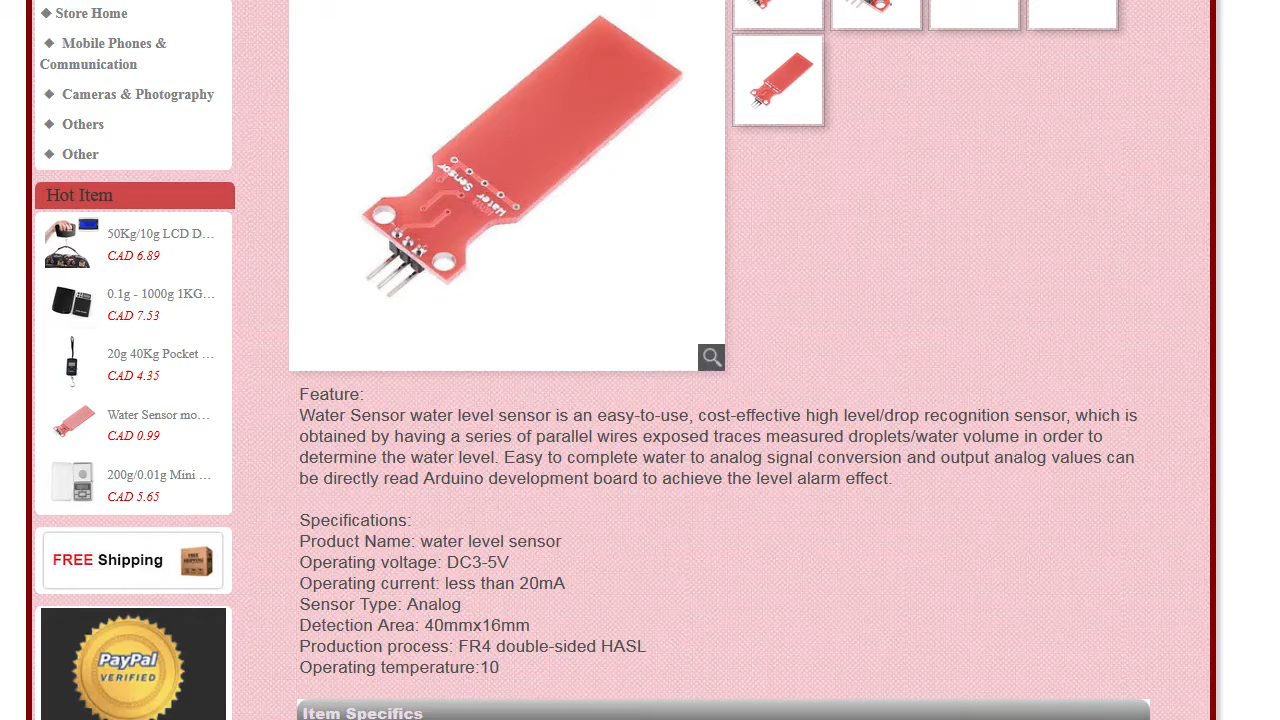 ❖ Store Home
❖ Mobile Phones &
Communication
❖ Cameras & Photography
❖ Others
❖ Other
Hot Item
50Kg/10g LCD D...
CAD 6.89
0.1g - 1000g 1KG...
CAD 7.53
20g 40Kg Pocket ...
CAD 4.35
Water Sensor mo...
CAD 0.99
200g/0.01g Mini ...
CAD 5.65
FREE Shipping
PayPal
VERIFIED
Water Sensor
Feature:
Water Sensor water level sensor is an easy-to-use, cost-effective high level/drop recognition sensor, which is
obtained by having a series of parallel wires exposed traces measured droplets/water volume in order to
determine the water level. Easy to complete water to analog signal conversion and output analog values can
be directly read Arduino development board to achieve the level alarm effect.
Specifications:
Product Name: water level sensor
Operating voltage: DC3-5V
Operating current: less than 20mA
Sensor Type: Analog
Detection Area: 40mmx16mm
Production process: FR4 double-sided HASL
Operating temperature:10
Item Specifics